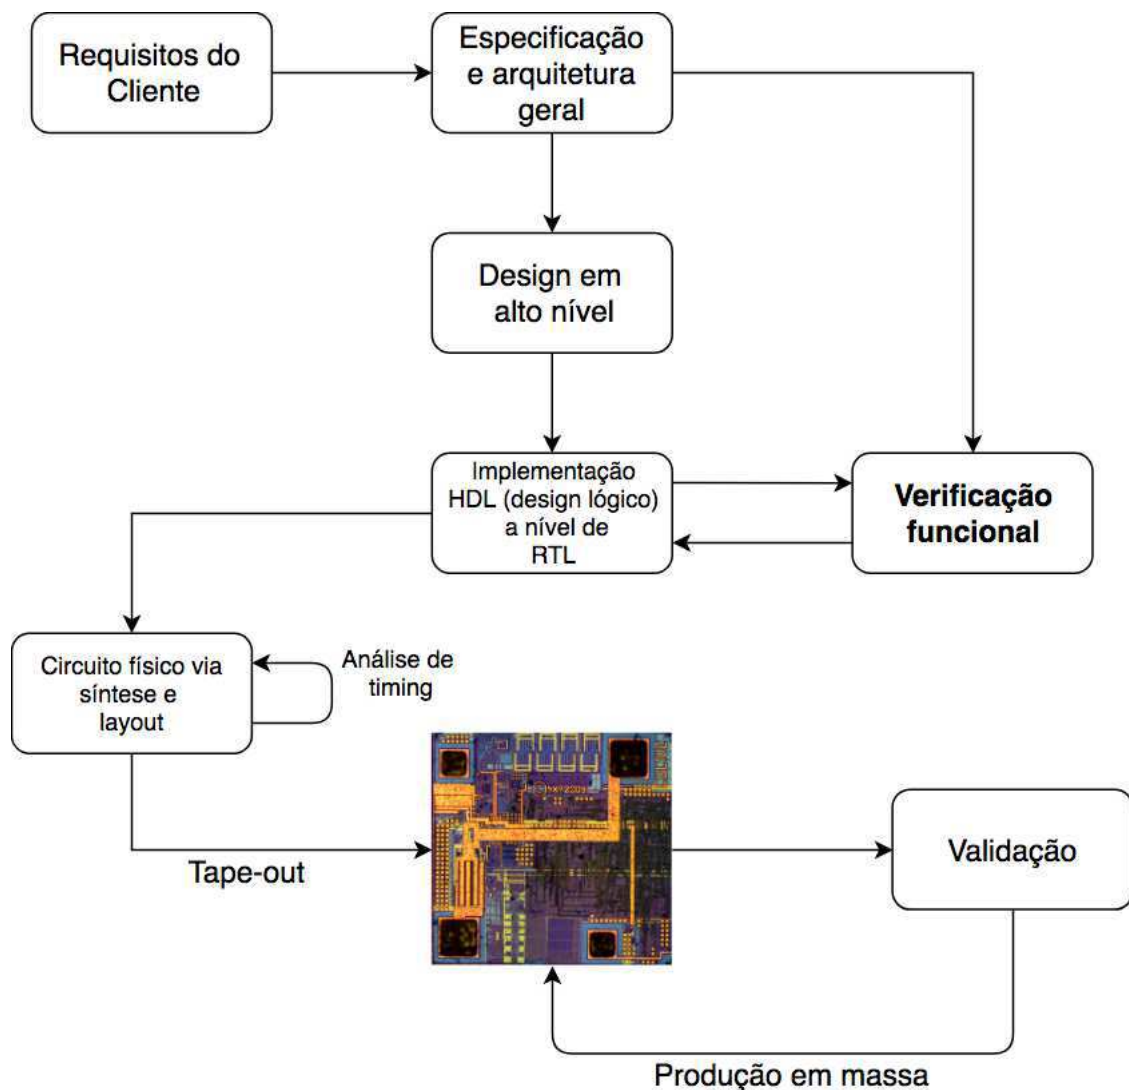 Requisitos do
Cliente
Especificação
e arquitetura
geral
Design em
alto nível
Implementação
HDL (design lógico)
a nível de
RTL
Verificação
funcional
Circuito físico via
síntese e
layout
Análise de
timing
Tape-out
Validação
Produção em massa